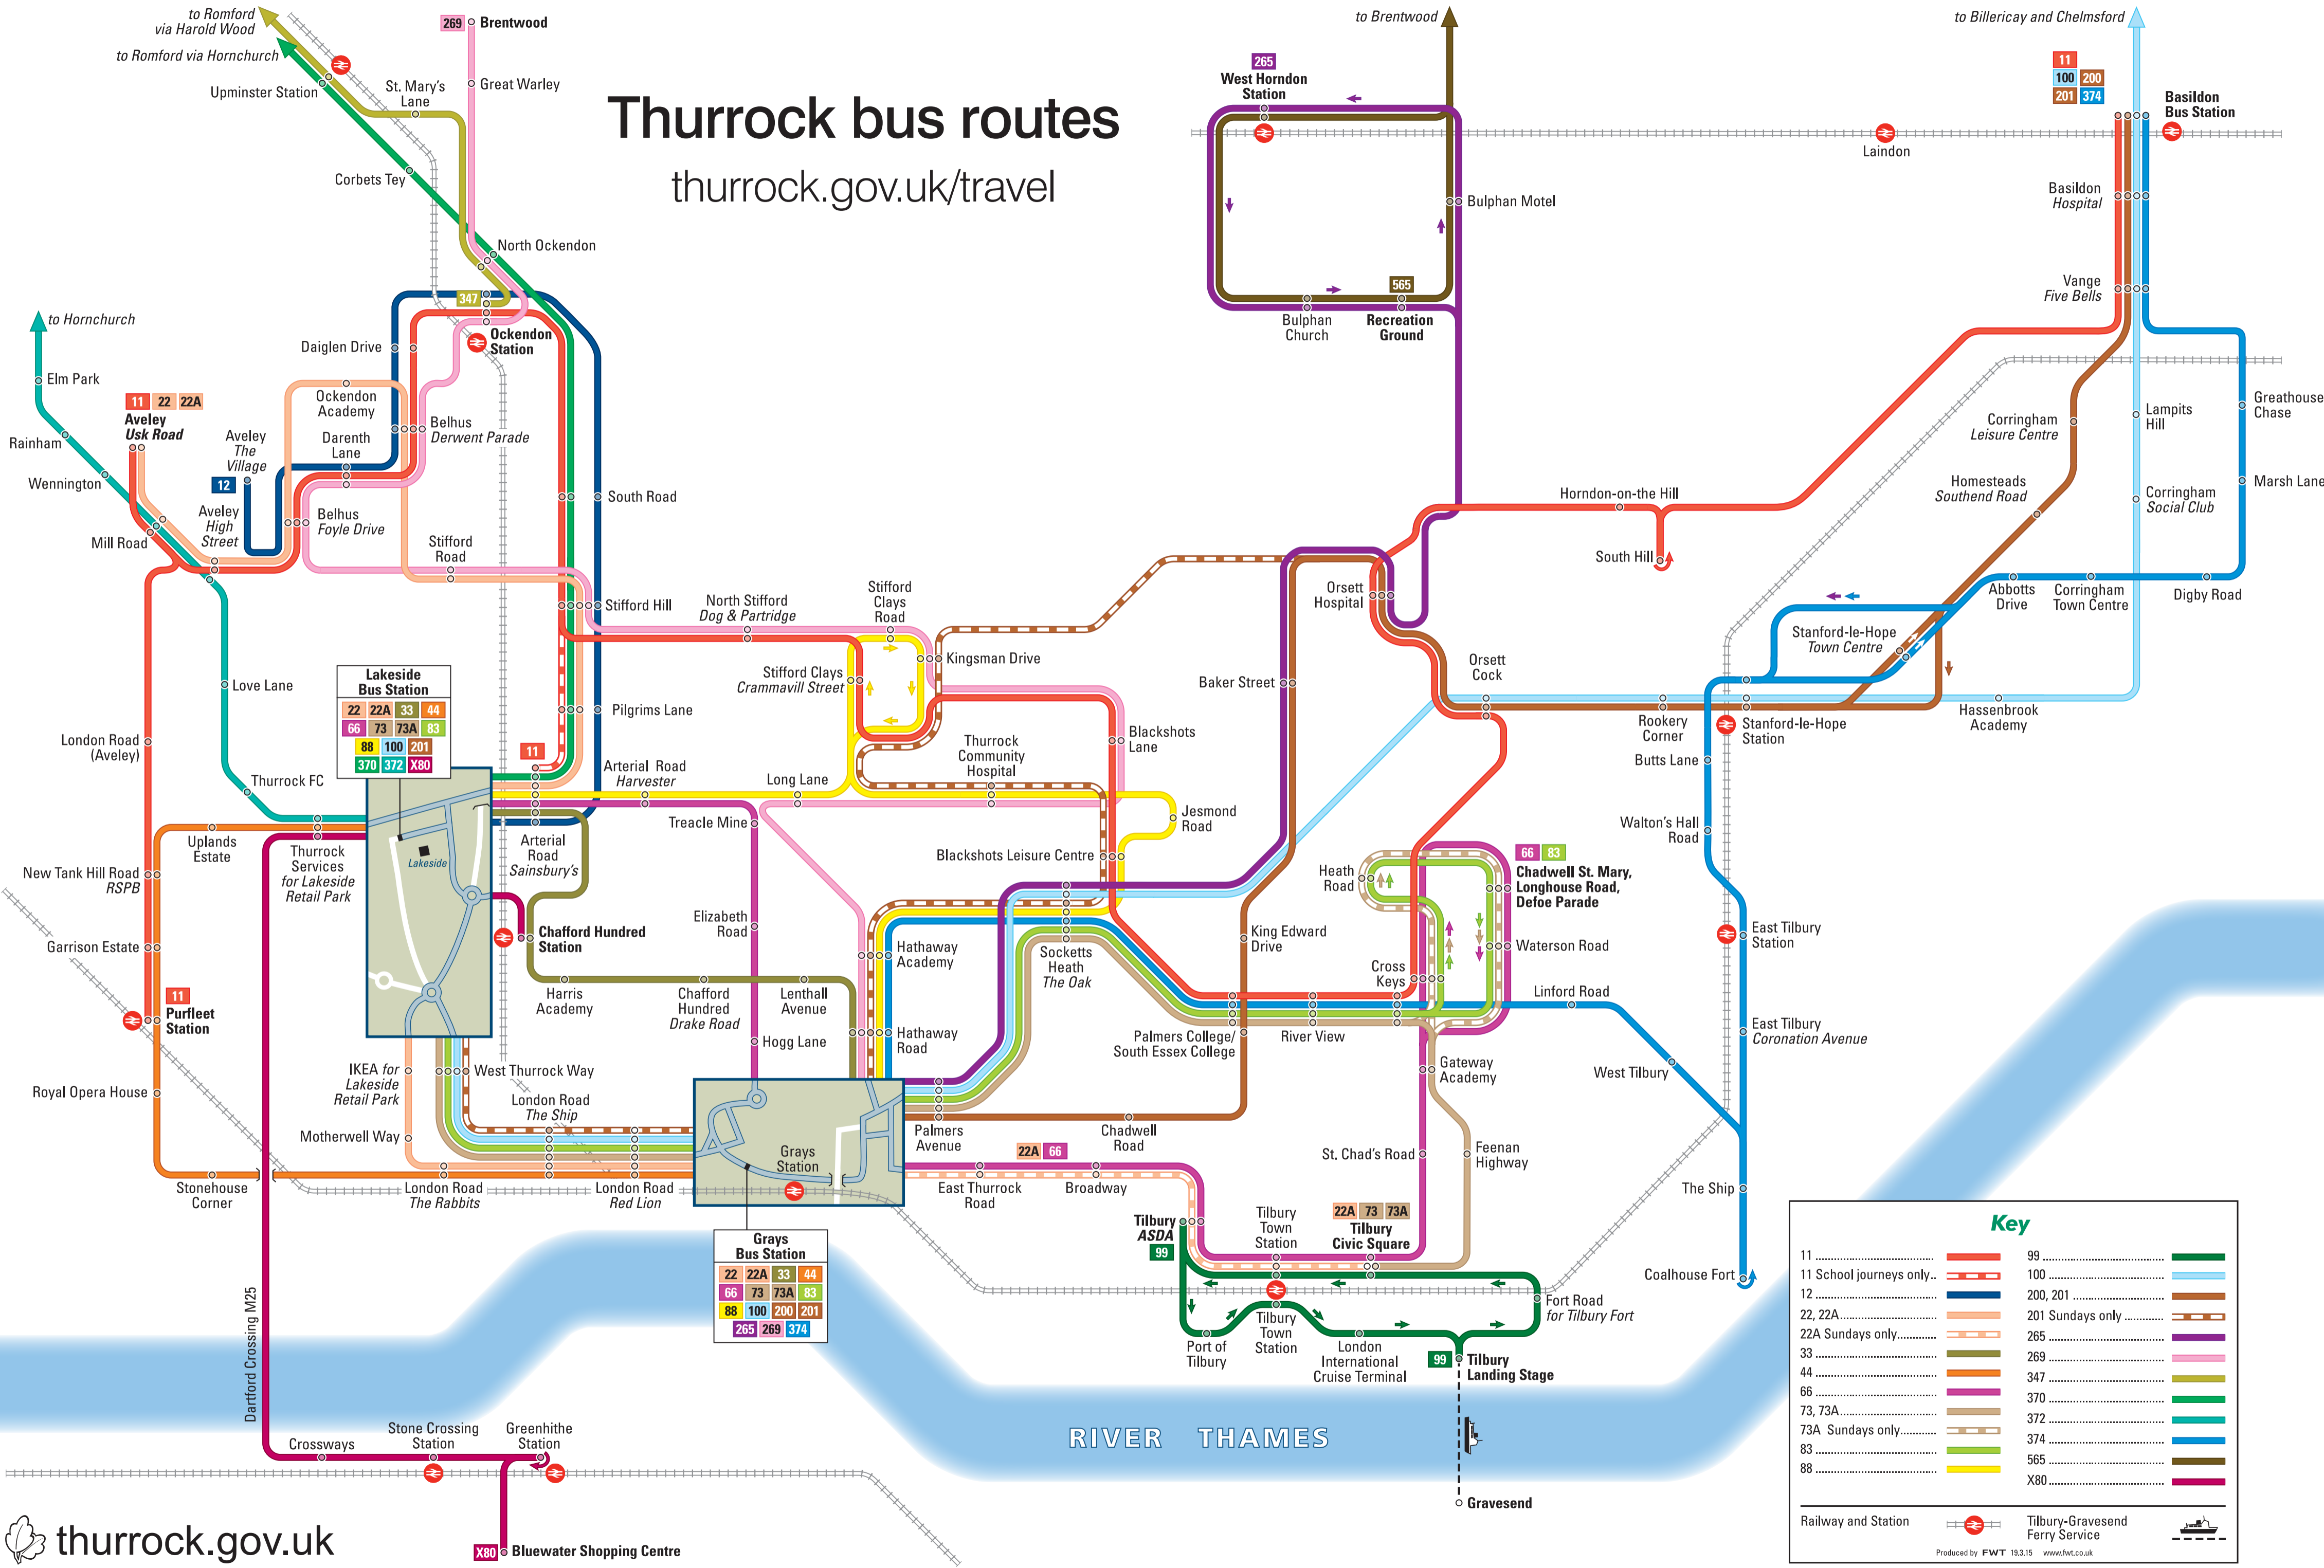 to Romford
via Harold Wood
to Romford via Hornchurch
269 Brentwood
Great Warley
Upminster Station
St. Mary's
Lane
Corbets Tey
North Ockendon
347
Ockendon
Station
Thurrock bus routes
thurrock.gov.uk/travel
to Brentwood
265
West Horndon
Station
Bulphan Motel
565
Bulphan
Church
Recreation
Ground
Laindon
to Billericay and Chelmsford
11
100 200
201 374
Basildon
Bus Station
Basildon
Hospital
Vange
Five Bells
Greathouse
Chase
Marsh Lane
Lampits
Hill
Corringham
Leisure Centre
Homesteads
Southend Road
Corringham
Social Club
Abbotts
Drive
Corringham
Town Centre
Digby Road
Horndon-on-the Hill
South Hill
Stanford-le-Hope
Town Centre
Hassenbrook
Academy
Stanford-le-Hope
Station
Rookery
Corner
Orsett
Cock
Orsett
Hospital
Baker Street
Butts Lane
Walton's Hall
Road
East Tilbury
Station
East Tilbury
Coronation Avenue
Linford Road
West Tilbury
The Ship
Coalhouse Fort
to Hornchurch
Elm Park
Rainham
Wennington
11 22 22A
Aveley
Usk Road
Mill Road
Aveley
The
Village
12
Aveley
High
Street
Daiglen Drive
Ockendon
Academy
Darenth
Lane
Belhus
Derwent Parade
Belhus
Foyle Drive
Stifford
Road
South Road
Stifford Hill
Pilgrims Lane
North Stifford
Dog & Partridge
Stifford
Clays
Road
Kingsman Drive
Stifford Clays
Crammavill Street
Blackshots
Lane
Thurrock
Community
Hospital
Long Lane
Jesmond
Road
Blackshots Leisure Centre
Arterial Road
Harvester
11
Arterial
Road
Sainsbury's
Treacle Mine
Elizabeth
Road
Hogg Lane
Lakeside
Bus Station
22 22A 33 44
66 73 73A 83
88 100 201
370 372 X80
Lakeside
Love Lane
Thurrock FC
London Road
(Aveley)
Uplands
Estate
Thurrock
Services
for Lakeside
Retail Park
New Tank Hill Road
RSPB
Garrison Estate
11
Purfleet
Station
Royal Opera House
Stonehouse
Corner
Chafford Hundred
Station
Harris
Academy
Chafford
Hundred
Drake Road
Lenthall
Avenue
Hathaway
Academy
Hathaway
Road
Socketts
Heath
The Oak
King Edward
Drive
Palmers College/
South Essex College
River View
Cross
Keys
Heath
Road
66 83
Chadwell St. Mary,
Longhouse Road,
Defoe Parade
Waterson Road
Gateway
Academy
Feenan
Highway
St. Chad's Road
IKEA for
Lakeside
Retail Park
Motherwell Way
West Thurrock Way
London Road
The Ship
London Road
The Rabbits
London Road
Red Lion
Grays
Station
Palmers
Avenue
Chadwell
Road
22A 66
East Thurrock
Road
Broadway
Grays
Bus Station
22 22A 33 44
66 73 73A 83
88 100 200 201
265 269 374
Tilbury
ASDA
99
Tilbury
Town
Station
22A 73 73A
Tilbury
Civic Square
Port of
Tilbury
Tilbury
Town
Station
London
International
Cruise Terminal
Fort Road
for Tilbury Fort
99 Tilbury
Landing Stage
Gravesend
RIVER THAMES
Dartford Crossing M25
Crossways
Stone Crossing
Station
Greenhithe
Station
X80 Bluewater Shopping Centre
thurrock.gov.uk
Key
11
11 School journeys only
12
22, 22A
22A Sundays only
33
44
66
73, 73A
73A Sundays only
83
88
99
100
200, 201
201 Sundays only
265
269
347
370
372
374
565
X80
Railway and Station
Tilbury-Gravesend
Ferry Service
Produced by FWT 19.3.15 www.fwt.co.uk